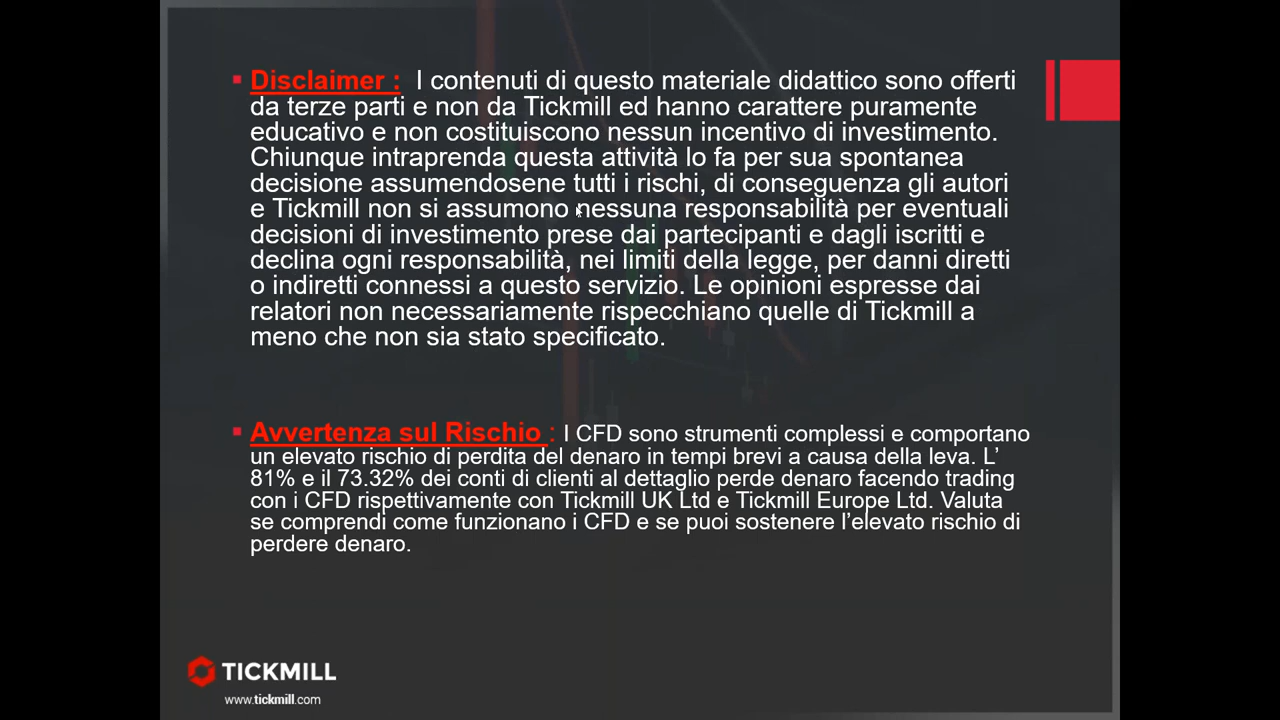 Disclaimer : I contenuti di questo materiale didattico sono offerti
da terze parti e non da Tickmill ed hanno carattere puramente
educativo e non costituiscono nessun incentivo di investimento.
Chiunque intraprenda questa attività lo fa per sua spontanea
decisione assumendosene tutti i rischi, di conseguenza gli autori
e Tickmill non si assumono nessuna responsabilità per eventuali
decisioni di investimento prese dai partecipanti e dagli iscritti e
declina ogni responsabilità, nei limiti della legge, per danni diretti
o indiretti connessi a questo servizio. Le opinioni espresse dai
relatori non necessariamente rispecchiano quelle di Tickmill a
meno che non sia stato specificato.
Avvertenza sul Rischio : I CFD sono strumenti complessi e comportano
un elevato rischio di perdita del denaro in tempi brevi a causa della leva. L’
81% e il 73.32% dei conti di clienti al dettaglio perde denaro facendo trading
con i CFD rispettivamente con Tickmill UK Ltd e Tickmill Europe Ltd. Valuta
se comprendi come funzionano i CFD e se puoi sostenere l’elevato rischio di
perdere denaro.
TICKMILL
www.tickmill.com